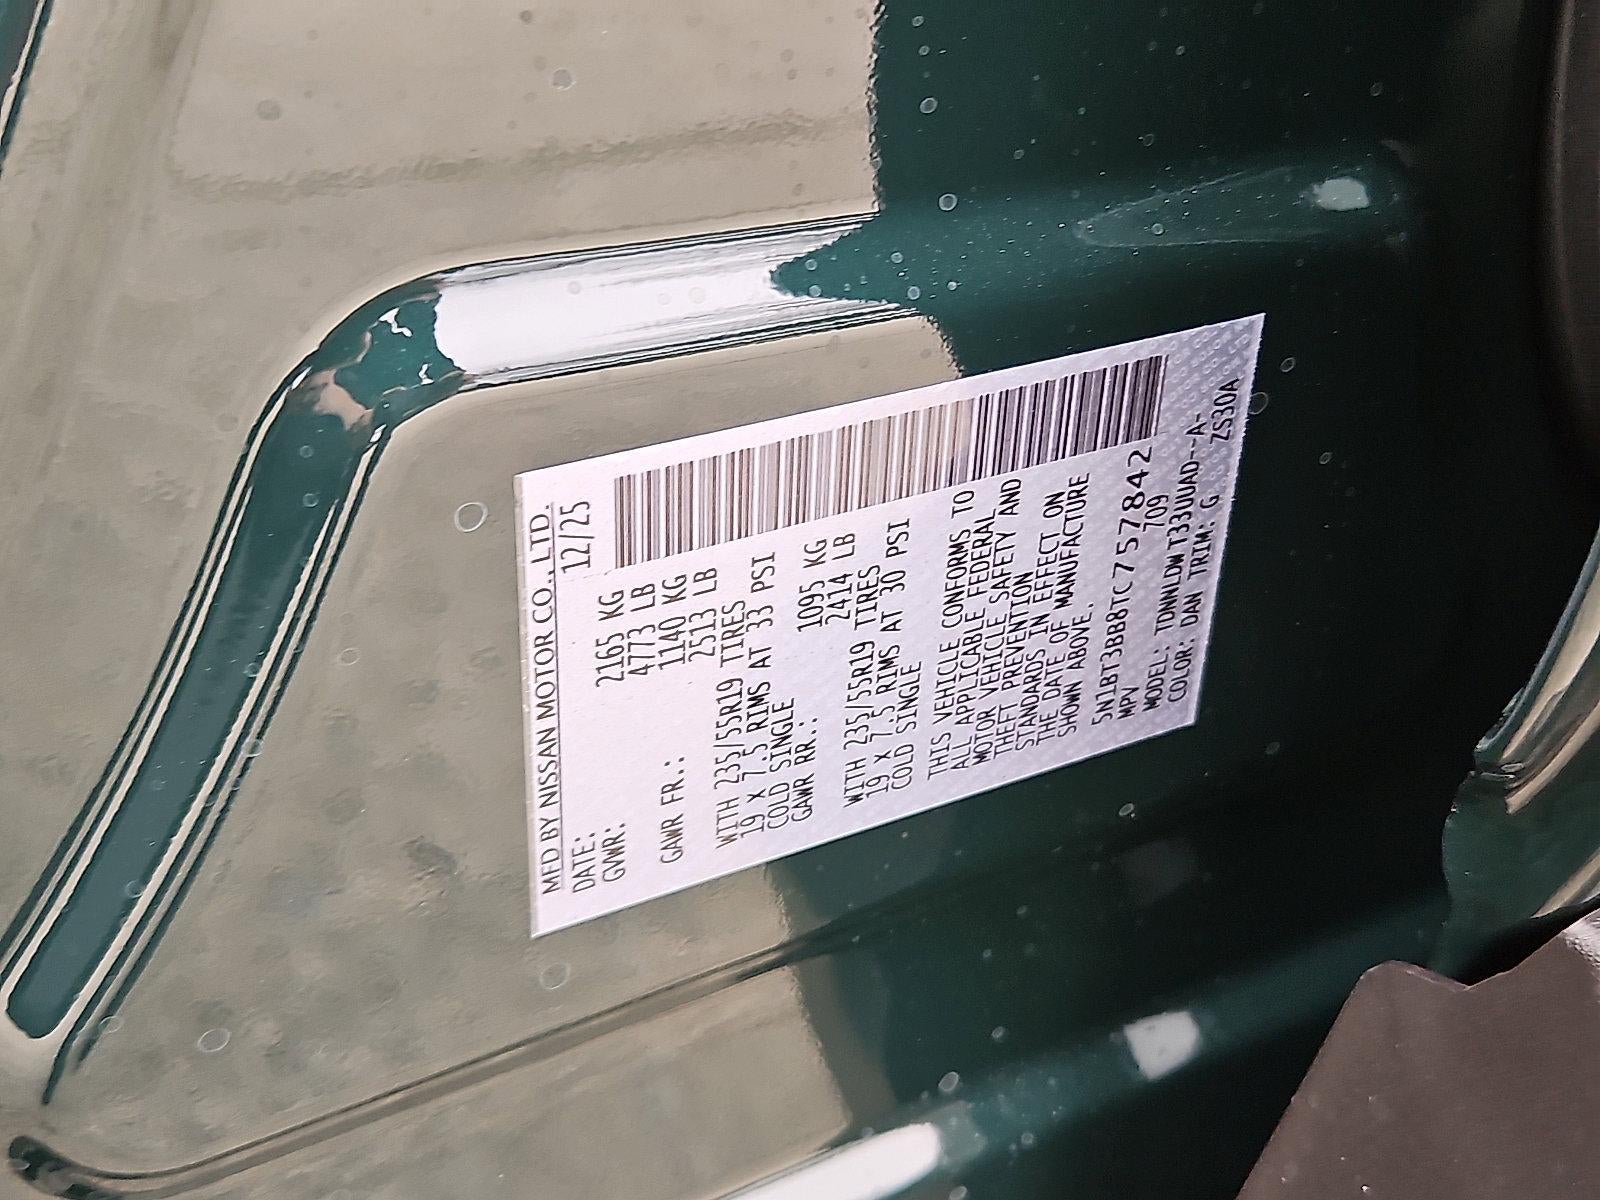 MFD BY NISSAN MOTOR CO., LTD.
DATE: 12/25
GVWR: 2165 KG
4773 LB
GAWR FR.: 1140 KG
2513 LB
WITH 235/55R19 TIRES
19 X 7.5 RIMS AT 33 PSI
COLD SINGLE
GAWR RR.: 1095 KG
2414 LB
WITH 235/55R19 TIRES
19 X 7.5 RIMS AT 30 PSI
COLD SINGLE
THIS VEHICLE CONFORMS TO
ALL APPLICABLE FEDERAL
MOTOR VEHICLE SAFETY AND
THEFT PREVENTION
STANDARDS IN EFFECT ON
THE DATE OF MANUFACTURE
SHOWN ABOVE.
5N1BT3BB8TC757842
MPV 709
MODEL: TDNNLDWT33UUAD--A-
COLOR: DAN TRIM: G ZS30A